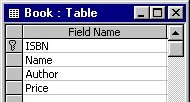 Book : Table
Field Name
ISBN
Name
Author
Price